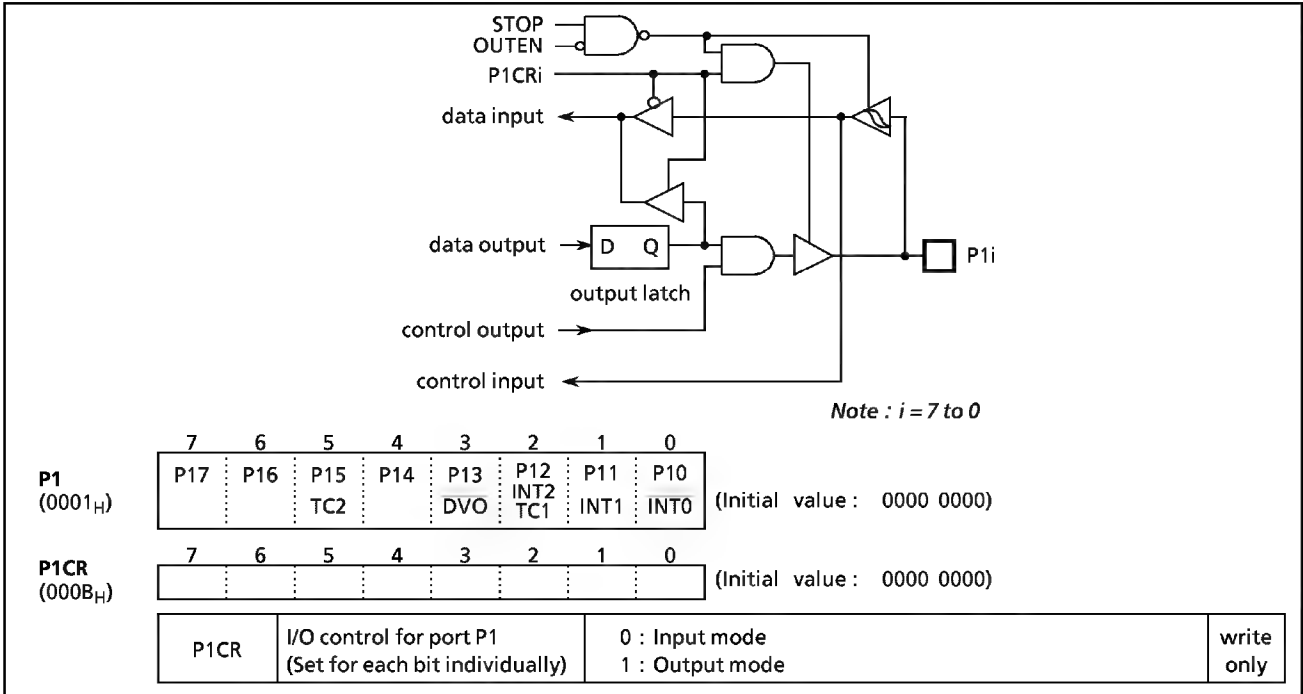 STOP
OUTEN
P1CRi
data input
data output
D Q
P1i
output latch
control output
control input
Note : i = 7 to 0
7 6 5 4 3 2 1 0
P1
(0001H)
P17 P16 P15 P14 P13 P12 P11 P10
TC2 DVO INT2 INT1 INT0
TC1
(Initial value : 0000 0000)
7 6 5 4 3 2 1 0
P1CR
(000BH)
(Initial value : 0000 0000)
P1CR
I/O control for port P1
(Set for each bit individually)
0 : Input mode
1 : Output mode
write
only